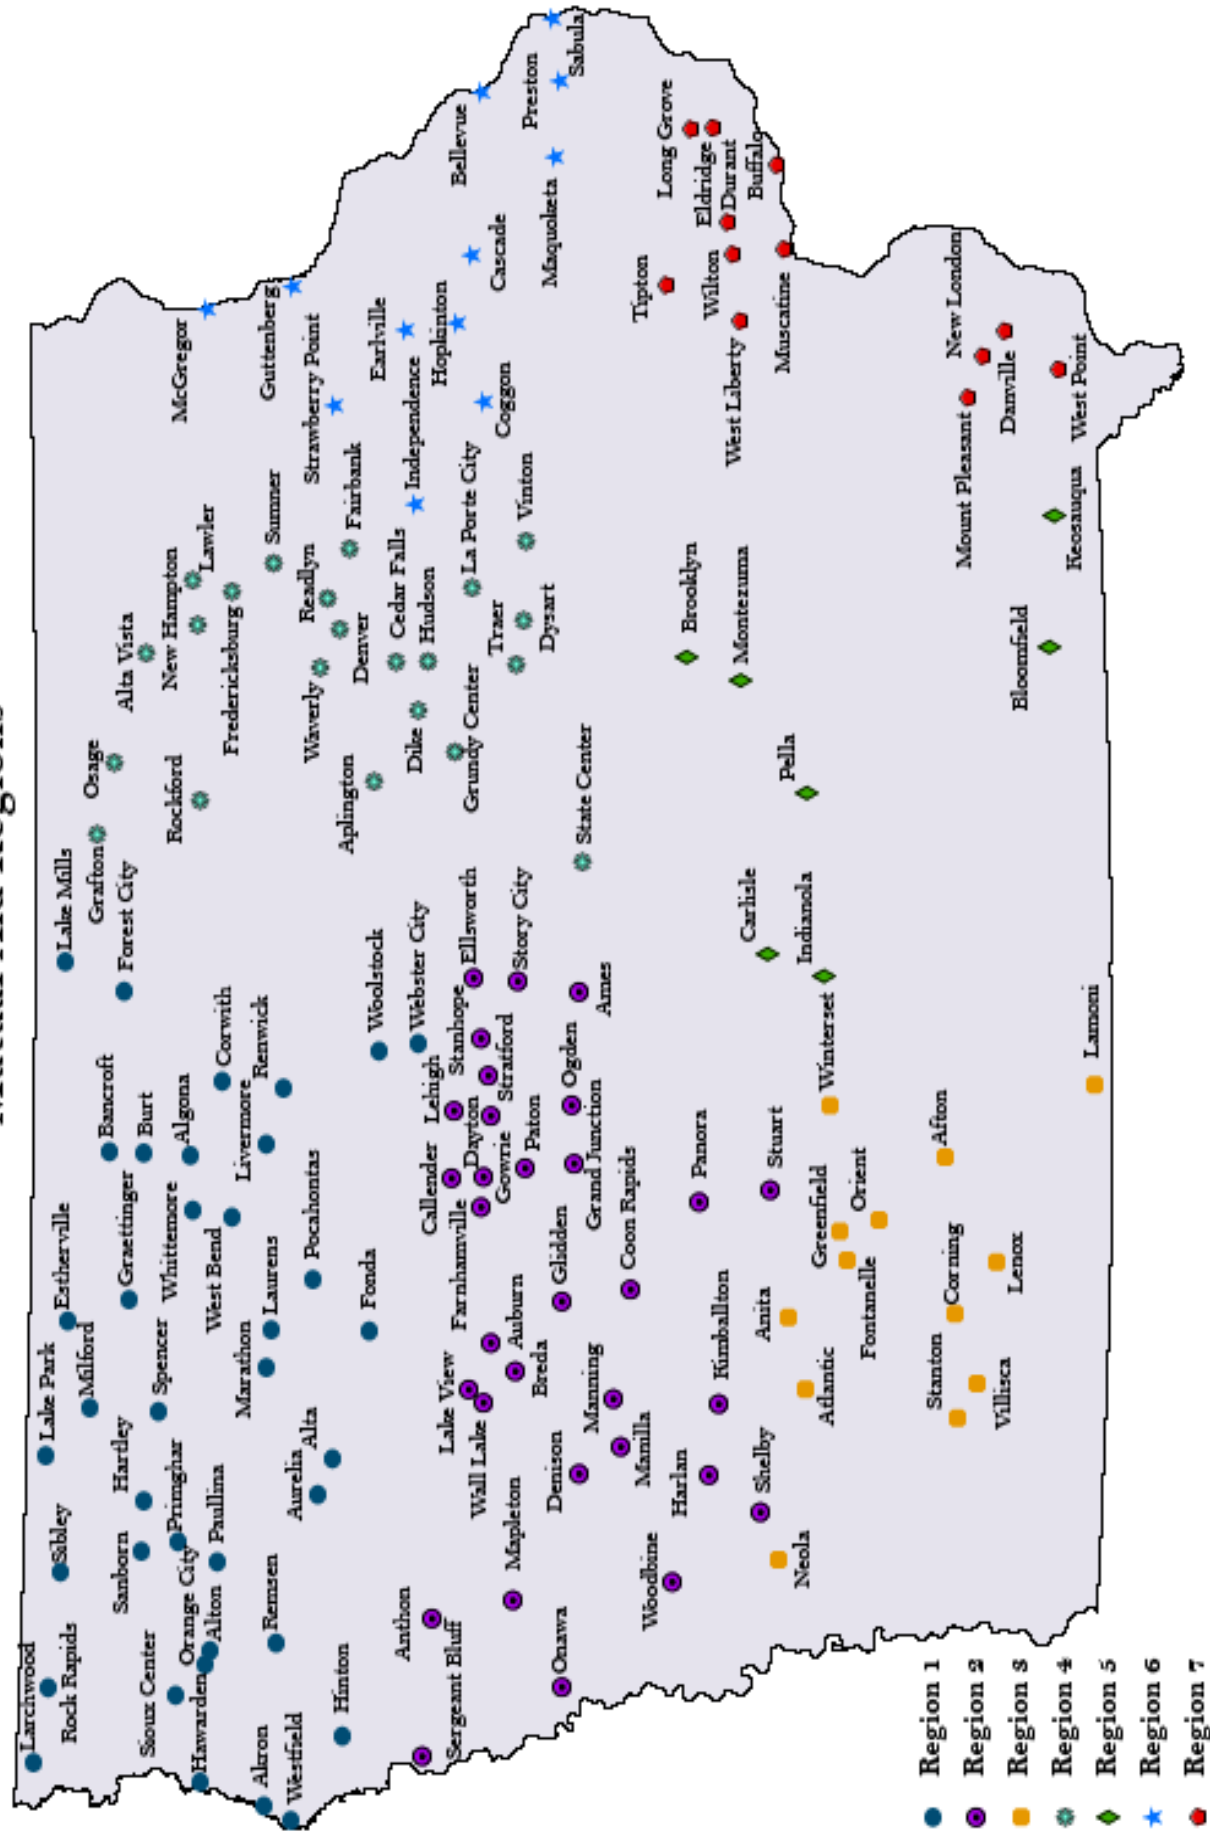 Mutual Aid Regions
Larchwood
Rock Rapids
Sibley
Lake Park
Milford
Estherville
Lake Mills
Grafton
Osage
Forest City
Bancroft
Graettinger
Burt
Hartley
Sanborn
Spencer
Alta Vista
McGregor
New Hampton
Lawler
Rockford
Algona
Whittemore
Primghar
Sioux Center
Orange City
Hawarden
Alton
Paullina
West Bend
Corwith
Fredericksburg
Livermore
Renwick
Sumner
Guttenberg
Marathon
Laurens
Remsen
Akron
Westfield
Aurelia
Alta
Pocahontas
Waverly
Readlyn
Strawberry Point
Denver
Fairbank
Aplington
Fonda
Hinton
Woolstock
Earlville
Cedar Falls
Independence
Hudson
Dike
Webster City
Anthon
Sergeant Bluff
Callender
Lehigh
Hopkinton
Bellevue
Stanhope
Farnhamville
Lake View
Wall Lake
Dayton
Ellsworth
Grundy Center
La Porte City
Cascade
Coggon
Gowrie
Stratford
Auburn
Traer
Vinton
Story City
Mapleton
Breda
Paton
Dysart
Maquoketa
Preston
Sabula
Onawa
Denison
Glidden
Ogden
State Center
Manning
Grand Junction
Ames
Coon Rapids
Manilla
Woodbine
Tipton
Long Grove
Harlan
Panora
Brooklyn
Eldridge
Wilton
Durant
Kimballton
West Liberty
Montezuma
Carlisle
Buffalo
Shelby
Anita
Stuart
Muscatine
Pella
Indianola
Neola
Atlantic
Greenfield
Winterset
Fontanelle
Orient
Stanton
Corning
Afton
New London
Mount Pleasant
Villisca
Lenox
Danville
Bloomfield
Keosauqua
West Point
Lamoni
Region 1
Region 2
Region 3
Region 4
Region 5
Region 6
Region 7